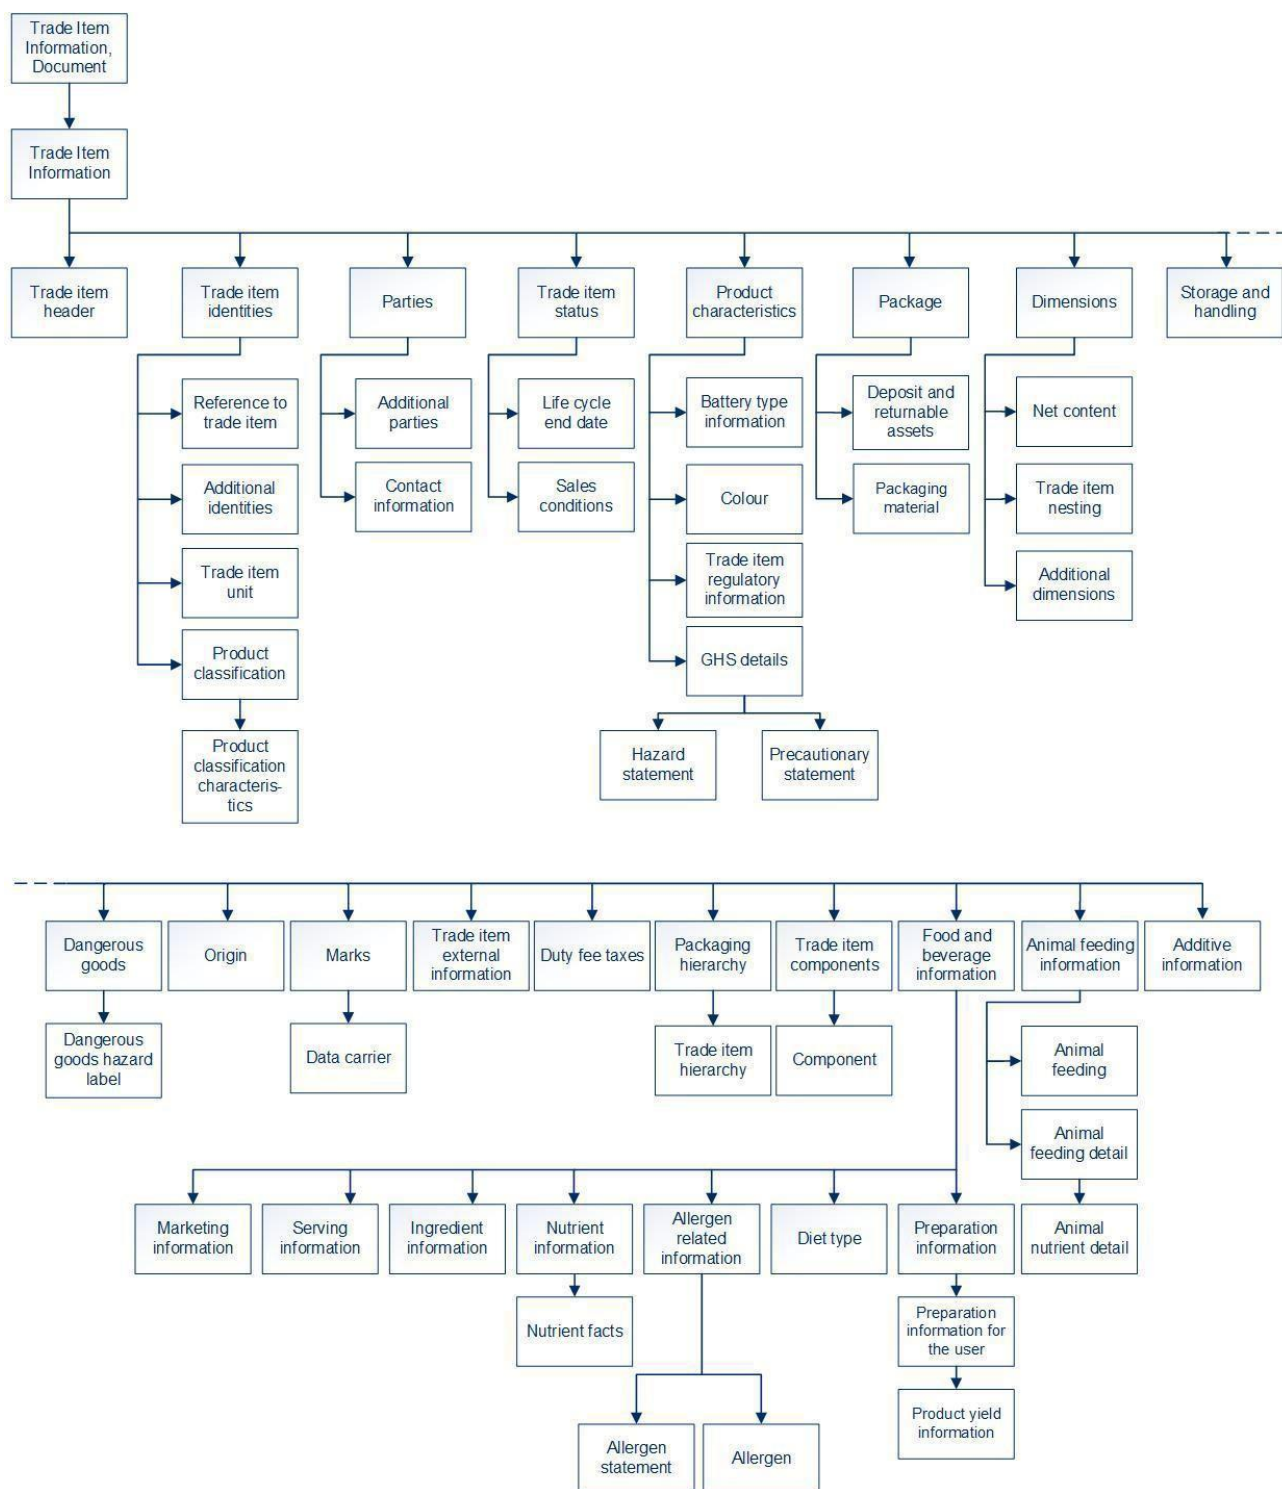 Trade Item
Information,
Document
Trade Item
Information
Trade item
header
Trade item
identities
Parties
Trade item
status
Product
characteristics
Package
Dimensions
Storage and
handling
Reference to
trade item
Additional
parties
Life cycle
end date
Battery type
information
Deposit and
returnable
assets
Net content
Additional
identities
Contact
information
Sales
conditions
Colour
Packaging
material
Trade item
nesting
Trade item
unit
Trade item
regulatory
information
Additional
dimensions
Product
classification
GHS details
Product
classification
characteris-
tics
Hazard
statement
Precautionary
statement
Dangerous
goods
Origin
Marks
Trade item
external
information
Duty fee taxes
Packaging
hierarchy
Trade item
components
Food and
beverage
information
Animal feeding
information
Additive
information
Dangerous
goods hazard
label
Data carrier
Trade item
hierarchy
Component
Animal
feeding
Animal
feeding detail
Marketing
information
Serving
information
Ingredient
information
Nutrient
information
Allergen
related
information
Diet type
Preparation
information
Animal
nutrient detail
Nutrient facts
Preparation
information for
the user
Product yield
information
Allergen
statement
Allergen